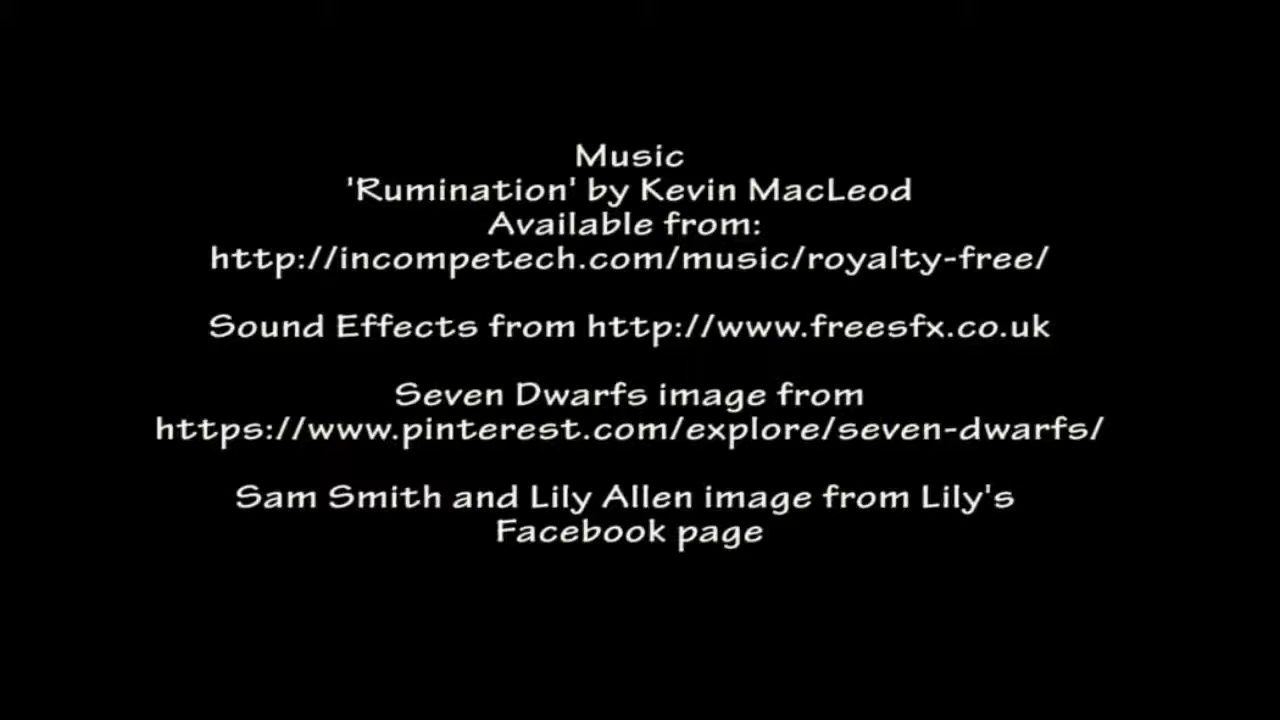 Music
'Rumination' by Kevin MacLeod
Available from:
http://incompetech.com/music/royalty-free/
Sound Effects from http://www.freesfx.co.uk
Seven Dwarfs image from
https://www.pinterest.com/explore/seven-dwarfs/
Sam Smith and Lily Allen image from Lily's
Facebook page